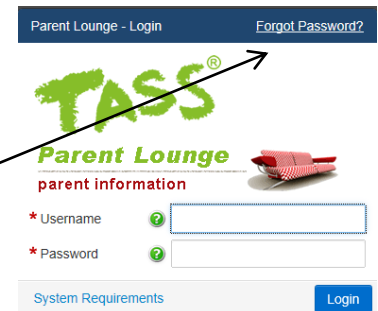 Parent Lounge - Login Forgot Password?
TASS®
Parent Lounge
parent information
* Username ?
* Password ?
System Requirements Login